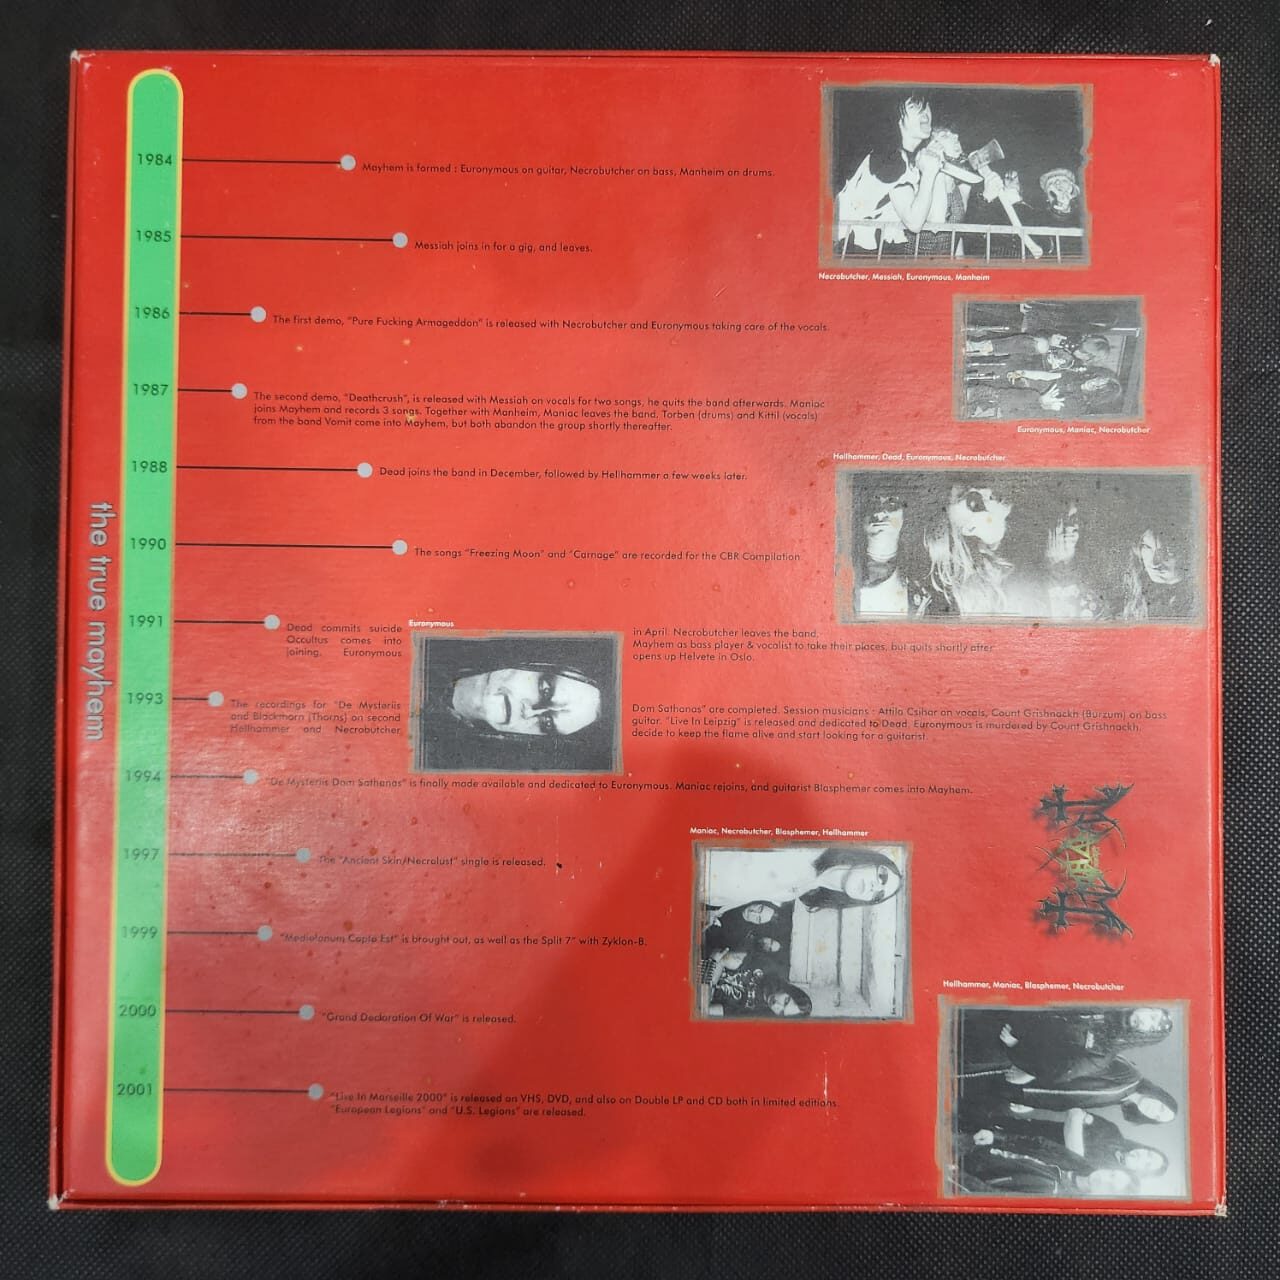 the true mayhem
1984
Mayhem is formed : Euronymous on guitar, Necrobutcher on bass, Manheim on drums.
Necrobutcher, Messiah, Euronymous, Manheim
1985
Messiah joins in for a gig, and leaves.
1986
The first demo, "Pure Fucking Armageddon" is released with Necrobutcher and Euronymous taking care of the vocals.
Euronymous, Maniac, Necrobutcher
1987
The second demo, "Deathcrush", is released with Messiah on vocals for two songs, he quits the band afterwards. Maniac
joins Mayhem and records 3 songs. Together with Manheim, Maniac leaves the band. Torben (drums) and Kittil (vocals)
from the band Vomit come into Mayhem, but both abandon the group shortly thereafter.
Hellhammer, Dead, Euronymous, Necrobutcher
1988
Dead joins the band in December, followed by Hellhammer a few weeks later.
1990
The songs "Freezing Moon" and "Carnage" are recorded for the CBR Compilation.
1991
Euronymous
Dead commits suicide in April. Necrobutcher leaves the band.
Occultus comes into Mayhem as bass player & vocalist to take their places, but quits shortly after
joining. Euronymous opens up Helvete in Oslo.
1993
The recordings for "De Mysteriis Dom Sathanas" are completed. Session musicians : Attila Csihar on vocals, Count Grishnackh (Burzum) on bass
and Blackmorn (Thorns) on second guitar. "Live In Leipzig" is released and dedicated to Dead. Euronymous is murdered by Count Grishnackh.
Hellhammer and Necrobutcher decide to keep the flame alive and start looking for a guitarist.
1994
"De Mysteriis Dom Sathanas" is finally made available and dedicated to Euronymous. Maniac rejoins, and guitarist Blasphemer comes into Mayhem.
Maniac, Necrobutcher, Blasphemer, Hellhammer
1997
The "Ancient Skin/Necrolust" single is released.
1999
"Mediolanum Capta Est" is brought out, as well as the Split 7" with Zyklon-B.
Hellhammer, Maniac, Blasphemer, Necrobutcher
2000
"Grand Declaration Of War" is released.
2001
"Live In Marseille 2000" is released on VHS, DVD, and also on Double LP and CD both in limited editions.
"European Legions" and "U.S. Legions" are released.